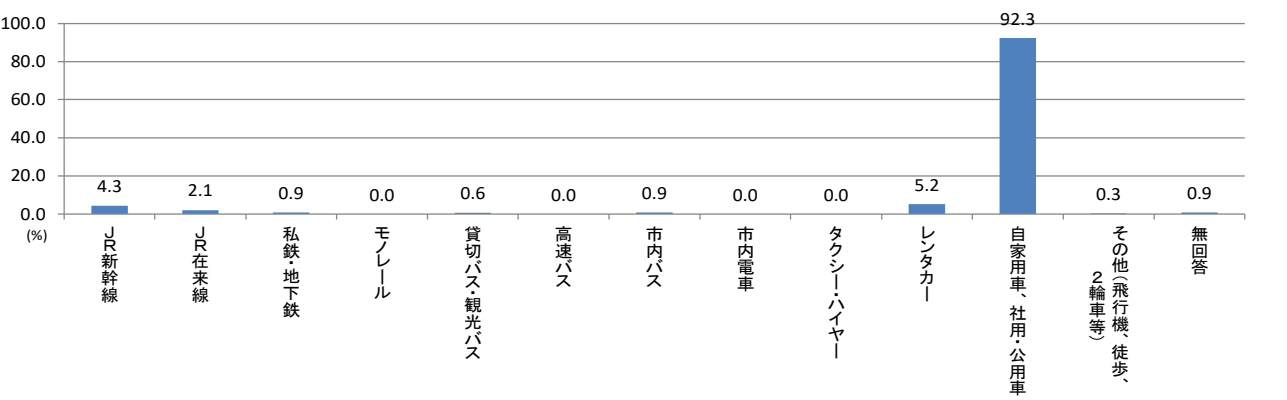 100.0
80.0
60.0
40.0
20.0
0.0
(%)
4.3
2.1
0.9
0.0
0.6
0.0
0.9
0.0
0.0
5.2
92.3
0.3
0.9
ＪＲ新幹線
ＪＲ在来線
私鉄・地下鉄
モノレール
貸切バス・観光バス
高速バス
市内バス
市内電車
タクシー・ハイヤー
レンタカー
自家用車、社用・公用車
その他（飛行機、徒歩、
２輪車等）
無回答